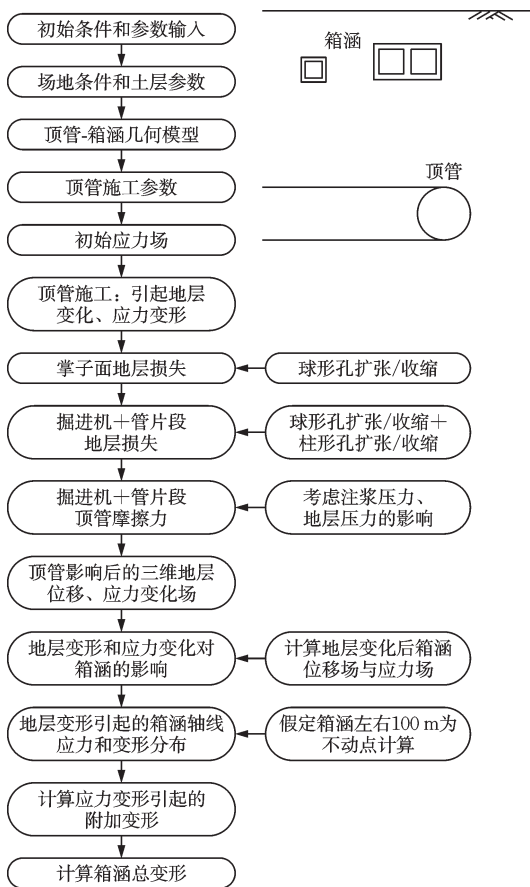 初始条件和参数输入
场地条件和土层参数
顶管-箱涵几何模型
顶管施工参数
初始应力场
顶管施工：引起地层
变化、应力变形
掌子面地层损失
球形孔扩张/收缩
掘进机＋管片段
地层损失
球形孔扩张/收缩＋
柱形孔扩张/收缩
掘进机＋管片段
顶管摩擦力
考虑注浆压力、
地层压力的影响
顶管影响后的三维地层
位移、应力变化场
地层变形和应力变化对
箱涵的影响
计算地层变化后箱涵
位移场与应力场
地层变形引起的箱涵轴线
应力和变形分布
假定箱涵左右100 m为
不动点计算
计算应力变形引起的
附加变形
计算箱涵总变形
箱涵
顶管